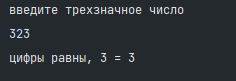 введите трехзначное число
323
цифры равны, 3 = 3